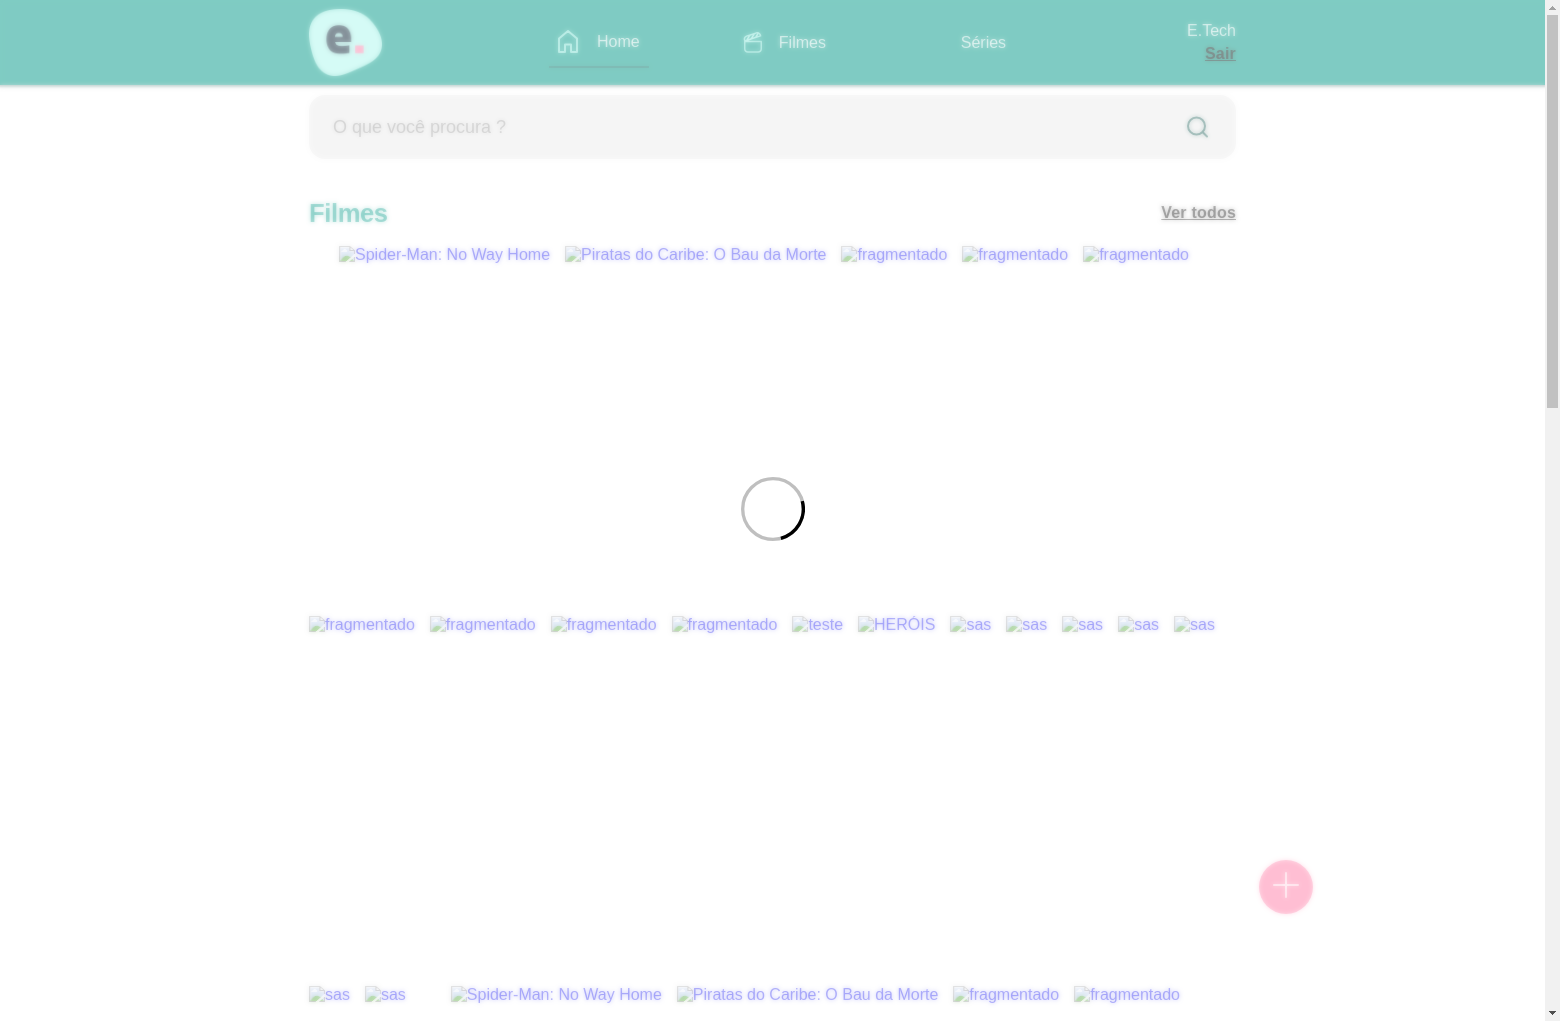 e.
Home
Filmes
Séries
E.Tech
Sair
O que você procura ?
Filmes
Ver todos
Spider-Man: No Way Home Piratas do Caribe: O Bau da Morte fragmentado fragmentado fragmentado
fragmentado fragmentado fragmentado fragmentado teste HERÓIS sas sas sas sas sas
sas sas Spider-Man: No Way Home Piratas do Caribe: O Bau da Morte fragmentado fragmentado